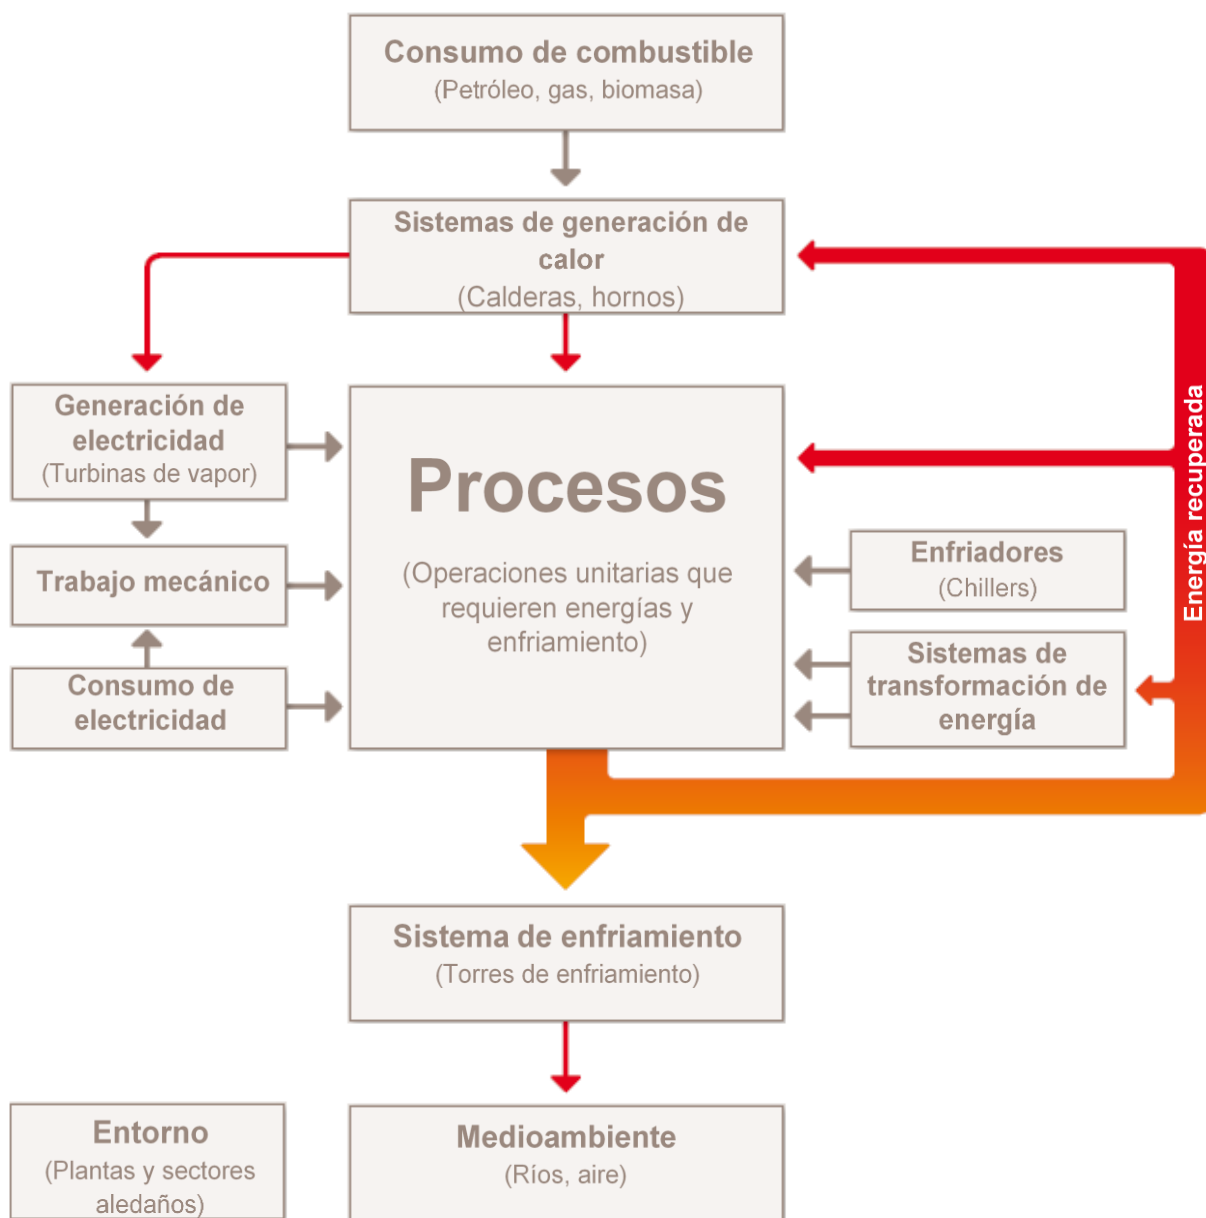 Consumo de combustible
(Petróleo, gas, biomasa)
Sistemas de generación de
calor
(Calderas, hornos)
Generación de
electricidad
(Turbinas de vapor)
Trabajo mecánico
Consumo de
electricidad
Procesos
(Operaciones unitarias que
requieren energías y
enfriamiento)
Enfriadores
(Chillers)
Sistemas de
transformación de
energía
Energía recuperada
Sistema de enfriamiento
(Torres de enfriamiento)
Entorno
(Plantas y sectores
aledaños)
Medioambiente
(Ríos, aire)